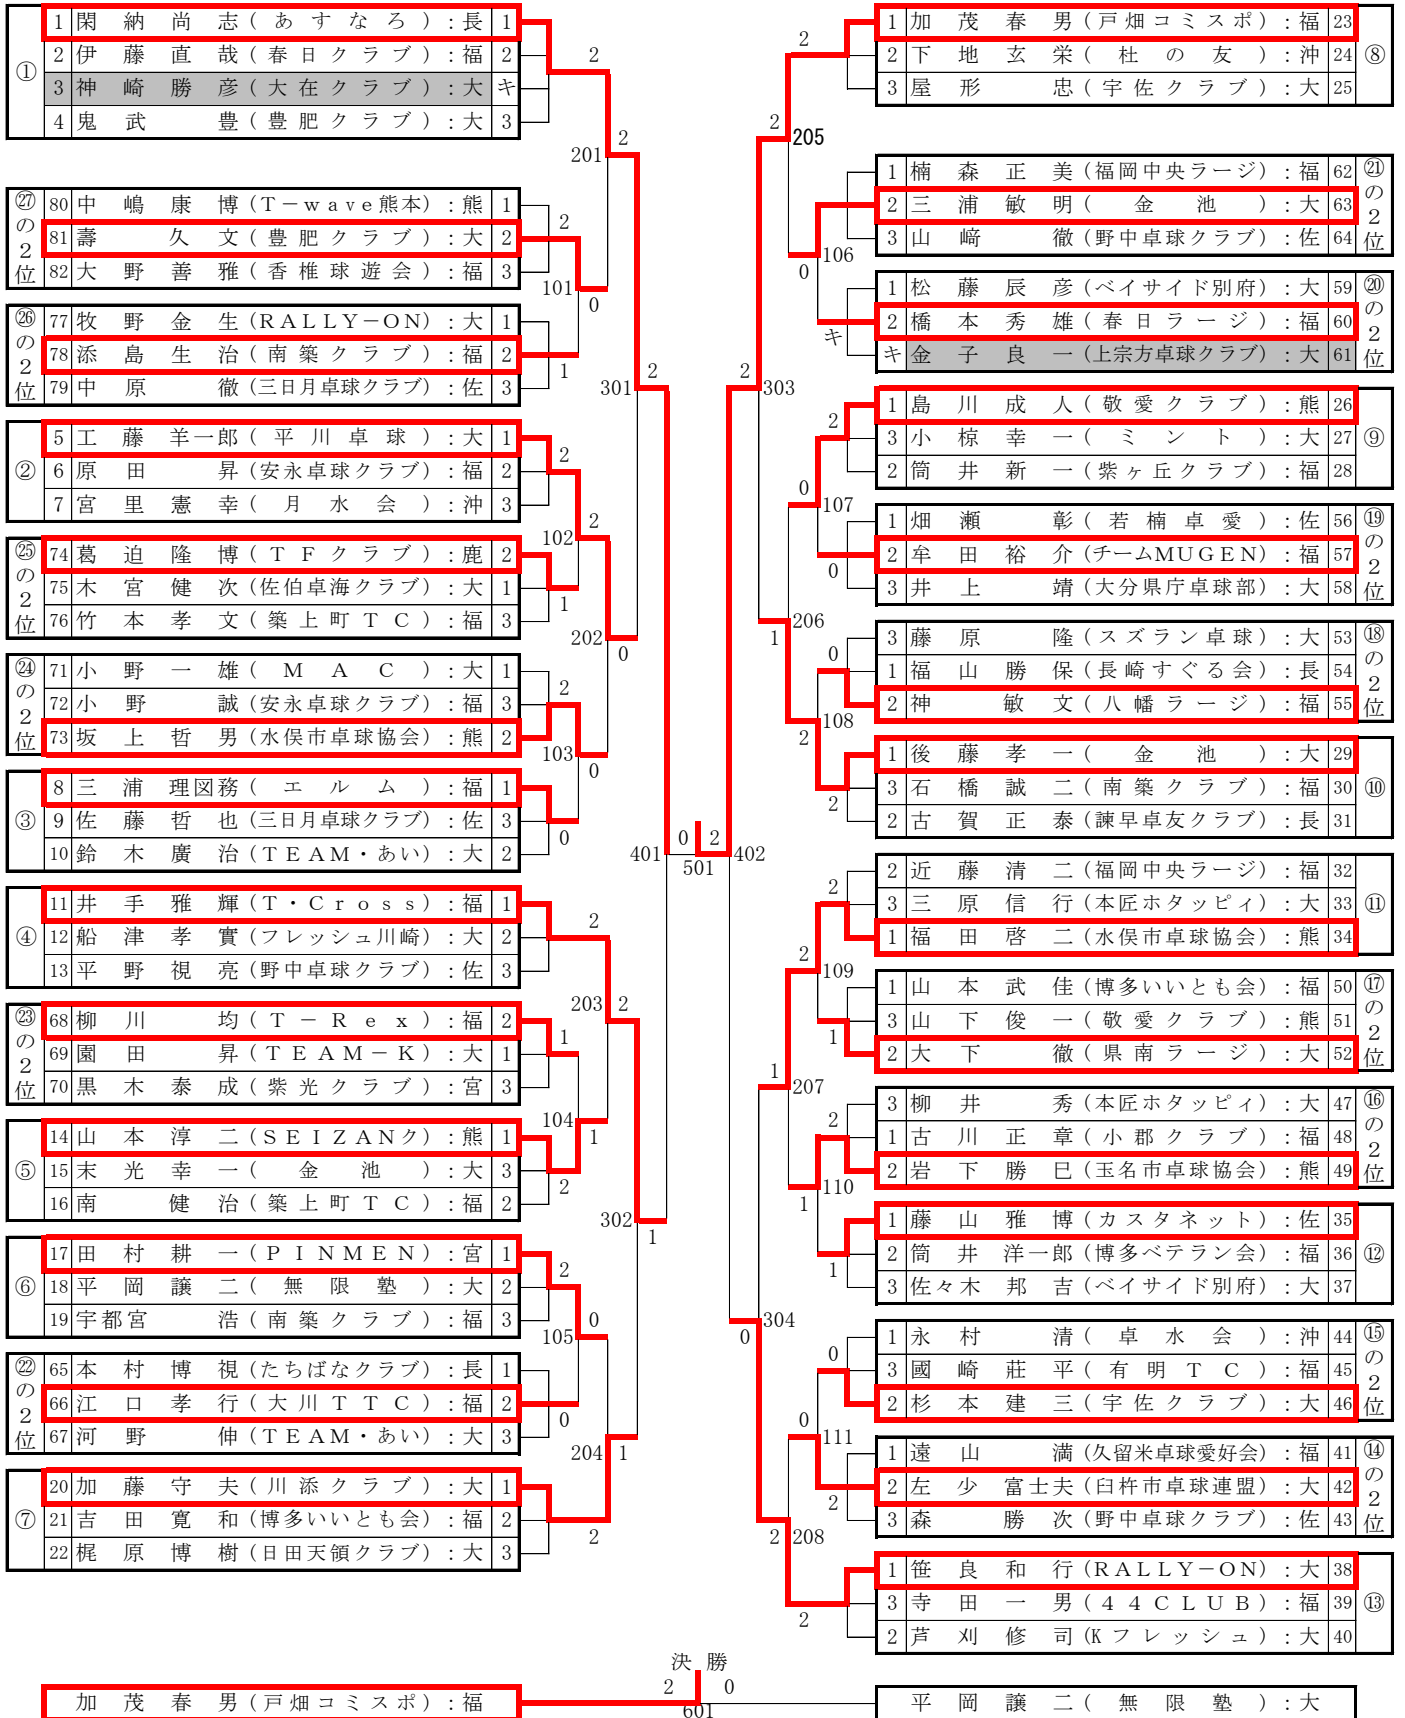 ①
1 閑納尚志(あすなろ):長 1
2 伊藤直哉(春日クラブ):福 2
3 神崎勝彦(大在クラブ):大 キ
4 鬼武豊(豊肥クラブ):大 3
㉗の2位
80 中嶋康博(T－wave熊本):熊 1
81 壽久文(豊肥クラブ):大 2
82 大野善雅(香椎球遊会):福 3
㉖の2位
77 牧野金生(RALLY－ON):大 1
78 添島生治(南築クラブ):福 2
79 中原徹(三日月卓球クラブ):佐 3
②
5 工藤羊一郎(平川卓球):大 1
6 原田昇(安永卓球クラブ):福 2
7 宮里憲幸(月水会):沖 3
㉕の2位
74 葛迫隆博(TFクラブ):鹿 2
75 木宮健次(佐伯卓海クラブ):大 1
76 竹本孝文(築上町TC):福 3
㉔の2位
71 小野一雄(MAC):大 1
72 小野誠(安永卓球クラブ):福 3
73 坂上哲男(水俣市卓球協会):熊 2
③
8 三浦理図務(エルム):福 1
9 佐藤哲也(三日月卓球クラブ):佐 3
10 鈴木廣治(TEAM・あい):大 2
④
11 井手雅輝(T・Cross):福 1
12 船津孝實(フレッシュ川崎):大 2
13 平野視亮(野中卓球クラブ):佐 3
㉓の2位
68 柳川均(T－Rex):福 2
69 園田昇(TEAM－K):大 1
70 黒木泰成(紫光クラブ):宮 3
⑤
14 山本淳二(SEIZANク):熊 1
15 末光幸一(金池):大 3
16 南健治(築上町TC):福 2
⑥
17 田村耕一(PINMEN):宮 1
18 平岡譲二(無限塾):大 2
19 宇都宮浩(南築クラブ):福 3
㉒の2位
65 本村博視(たちばなクラブ):長 1
66 江口孝行(大川TTC):福 2
67 河野伸(TEAM・あい):大 3
⑦
20 加藤守夫(川添クラブ):大 1
21 吉田寛和(博多いいとも会):福 2
22 梶原博樹(日田天領クラブ):大 3
2
201
2
2
101
0
1
301
2
2
102
2
1
202
0
2
103
0
0
401
0
2
501
402
2
203
2
1
104
1
2
302
1
2
105
0
0
204
1
2
2
205
2
106
0
キ
303
2
2
107
0
0
206
1
0
108
2
2
2
109
2
1
207
1
2
110
1
1
304
0
0
111
0
2
208
2
2
1 加茂春男(戸畑コミスポ):福 23
2 下地玄栄(杜の友):沖 24
3 屋形忠(宇佐クラブ):大 25
⑧
1 楠森正美(福岡中央ラージ):福 62
2 三浦敏明(金池):大 63
3 山﨑徹(野中卓球クラブ):佐 64
㉑の2位
1 松藤辰彦(ベイサイド別府):大 59
2 橋本秀雄(春日ラージ):福 60
キ 金子良一(上宗方卓球クラブ):大 61
⑳の2位
1 島川成人(敬愛クラブ):熊 26
3 小椋幸一(ミント):大 27
2 筒井新一(紫ヶ丘クラブ):福 28
⑨
1 畑瀬彰(若楠卓愛):佐 56
2 牟田裕介(チームMUGEN):福 57
3 井上靖(大分県庁卓球部):大 58
⑲の2位
3 藤原隆(スズラン卓球):大 53
1 福山勝保(長崎すぐる会):長 54
2 神敏文(八幡ラージ):福 55
⑱の2位
1 後藤孝一(金池):大 29
3 石橋誠二(南築クラブ):福 30
2 古賀正泰(諫早卓友クラブ):長 31
⑩
2 近藤清二(福岡中央ラージ):福 32
3 三原信行(本匠ホタッピィ):大 33
1 福田啓二(水俣市卓球協会):熊 34
⑪
1 山本武佳(博多いいとも会):福 50
3 山下俊一(敬愛クラブ):熊 51
2 大下徹(県南ラージ):大 52
⑰の2位
3 柳井秀(本匠ホタッピィ):大 47
1 古川正章(小郡クラブ):福 48
2 岩下勝巳(玉名市卓球協会):熊 49
⑯の2位
1 藤山雅博(カスタネット):佐 35
2 筒井洋一郎(博多ベテラン会):福 36
3 佐々木邦吉(ベイサイド別府):大 37
⑫
1 永村清(卓水会):沖 44
3 國崎莊平(有明TC):福 45
2 杉本建三(宇佐クラブ):大 46
⑮の2位
1 遠山満(久留米卓球愛好会):福 41
2 左少富士夫(臼杵市卓球連盟):大 42
3 森勝次(野中卓球クラブ):佐 43
⑭の2位
1 笹良和行(RALLY－ON):大 38
3 寺田一男(44CLUB):福 39
2 芦刈修司(Kフレッシュ):大 40
⑬
決勝
加茂春男(戸畑コミスポ):福
2
0
601
平岡譲二(無限塾):大